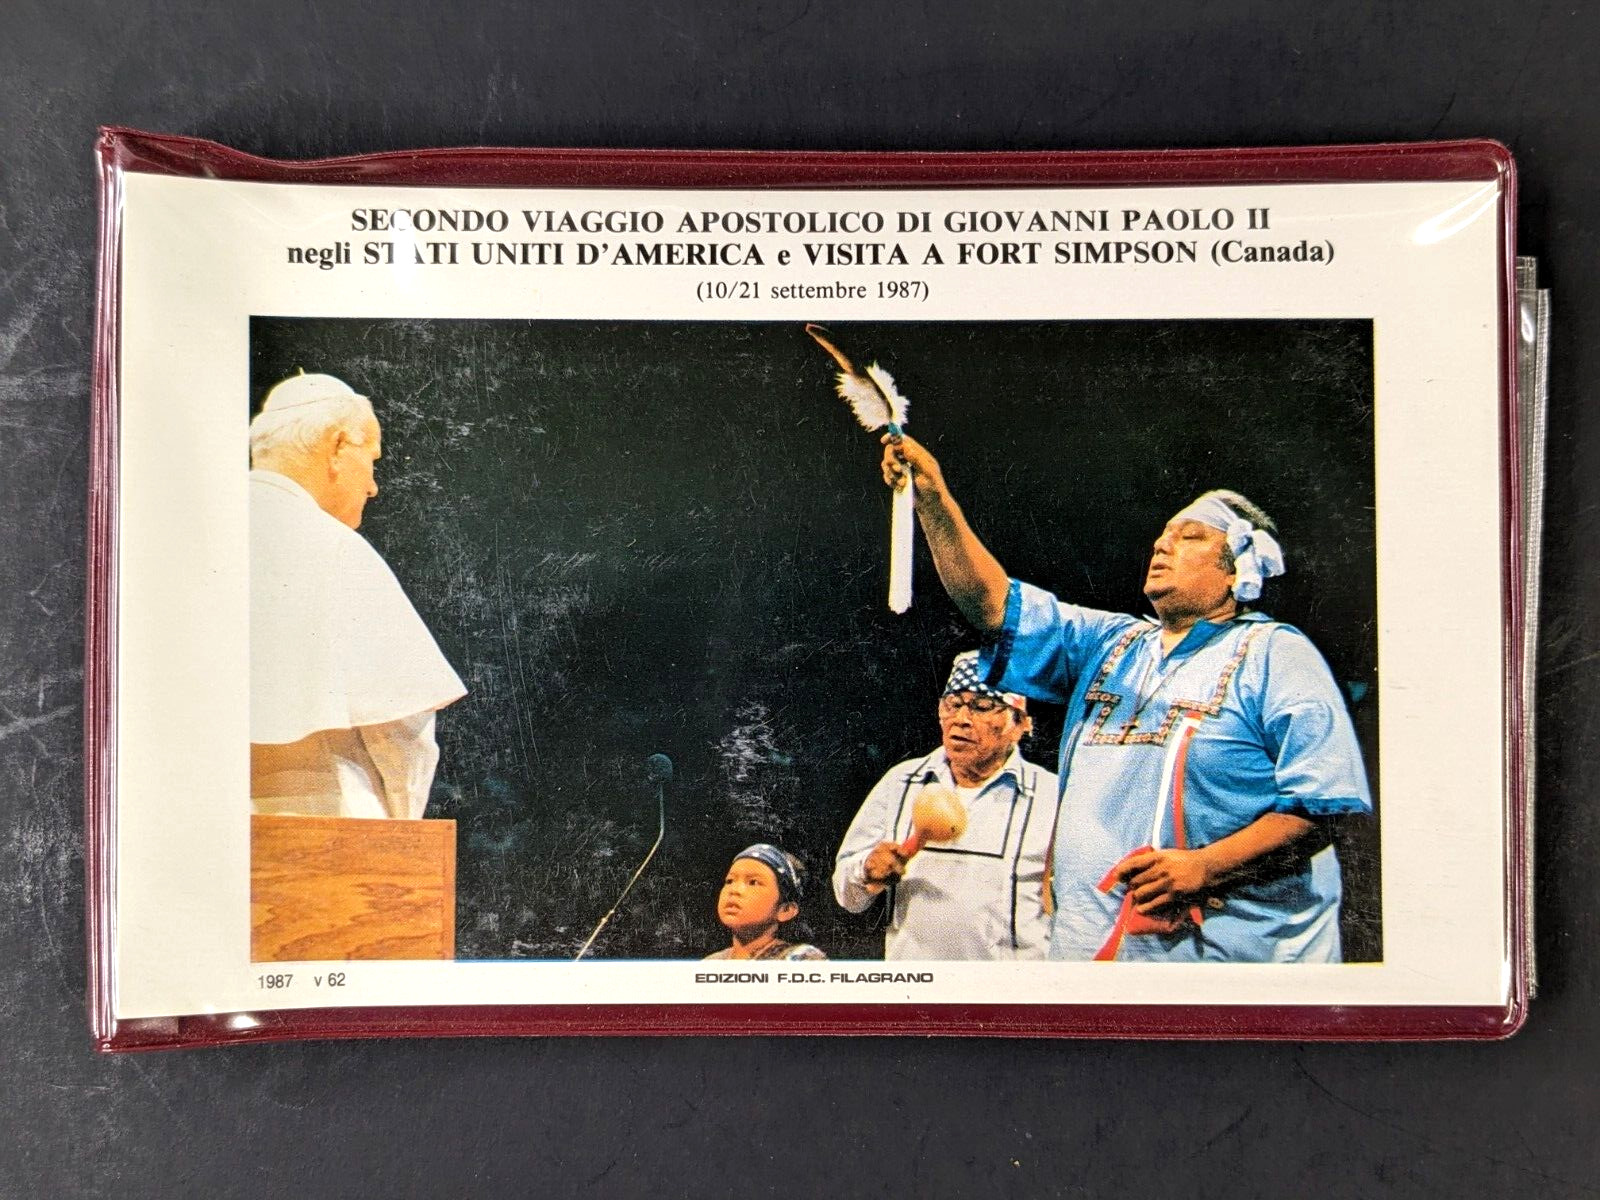 SECONDO VIAGGIO APOSTOLICO DI GIOVANNI PAOLO II
negli STATI UNITI D'AMERICA e VISITA A FORT SIMPSON (Canada)
(10/21 settembre 1987)
1987 v 62
EDIZIONI F.D.C. FILAGRANO